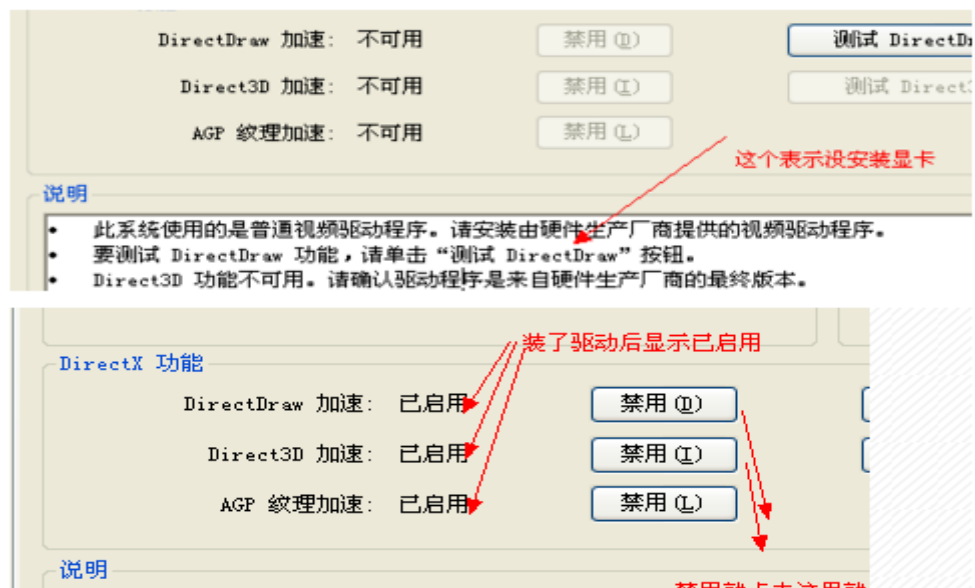 DirectDraw 加速: 不可用 禁用(D) 测试 DirectD
Direct3D 加速: 不可用 禁用(I) 测试 Direct
AGP 纹理加速: 不可用 禁用(L)
这个表示没安装显卡
说明
• 此系统使用的是普通视频驱动程序。请安装由硬件生产厂商提供的视频驱动程序。
• 要测试 DirectDraw 功能，请单击“测试 DirectDraw”按钮。
• Direct3D 功能不可用。请确认驱动程序是来自硬件生产厂商的最终版本。
装了驱动后显示已启用
DirectX 功能
DirectDraw 加速: 已启用 禁用(D)
Direct3D 加速: 已启用 禁用(I)
AGP 纹理加速: 已启用 禁用(L)
说明